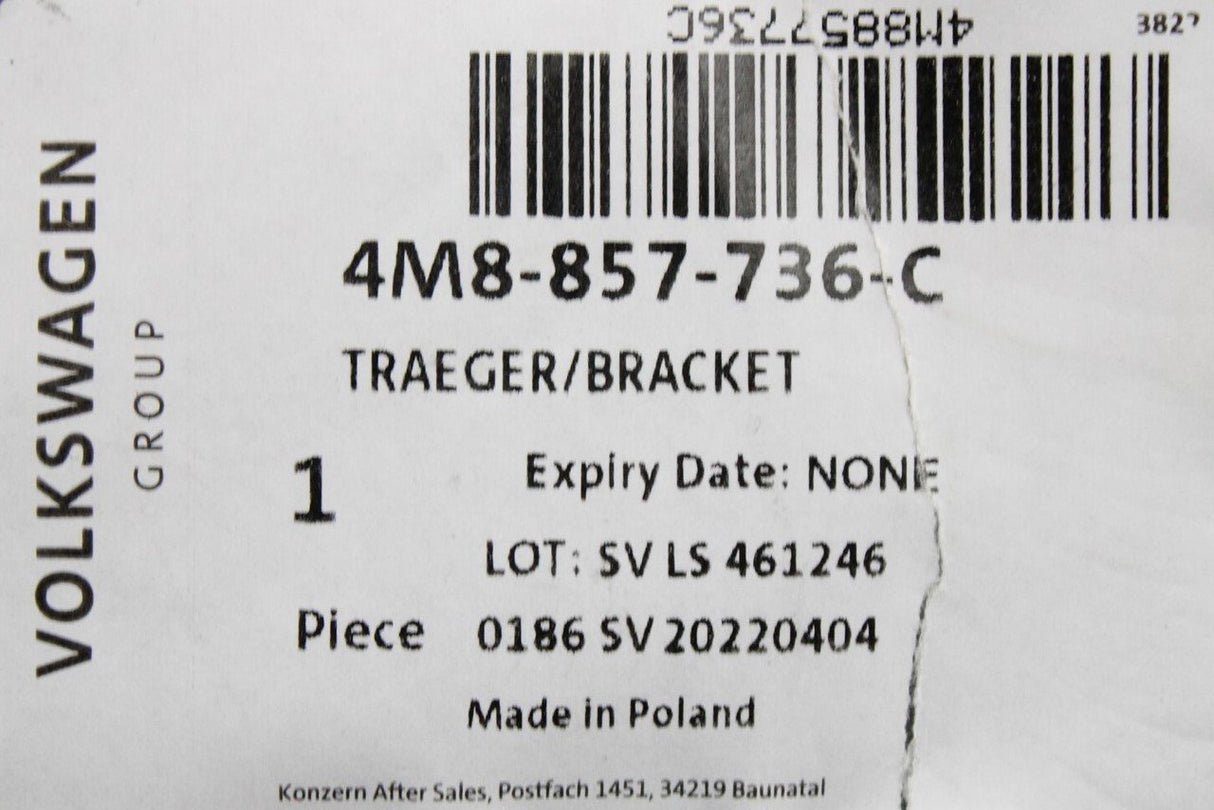 4M8857736C
4M8-857-736-C
TRAEGER/BRACKET
1
Expiry Date: NONE
LOT: SV LS 461246
Piece 0186 SV 20220404
Made in Poland
Konzern After Sales, Postfach 1451, 34219 Baunatal
VOLKSWAGEN
GROUP